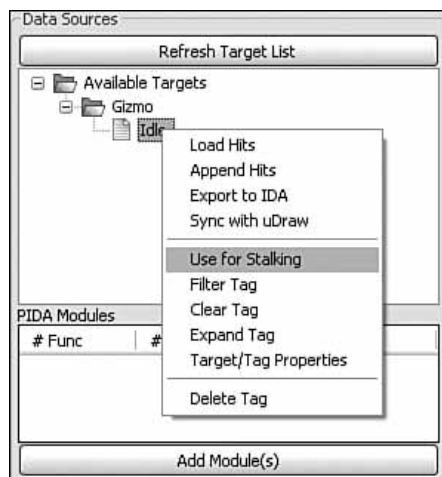 Data Sources
Refresh Target List
Available Targets
Gizmo
Idle
Load Hits
Append Hits
Export to IDA
Sync with uDraw
Use for Stalking
Filter Tag
Clear Tag
Expand Tag
Target/Tag Properties
Delete Tag
PIDA Modules
# Func #
Add Module(s)